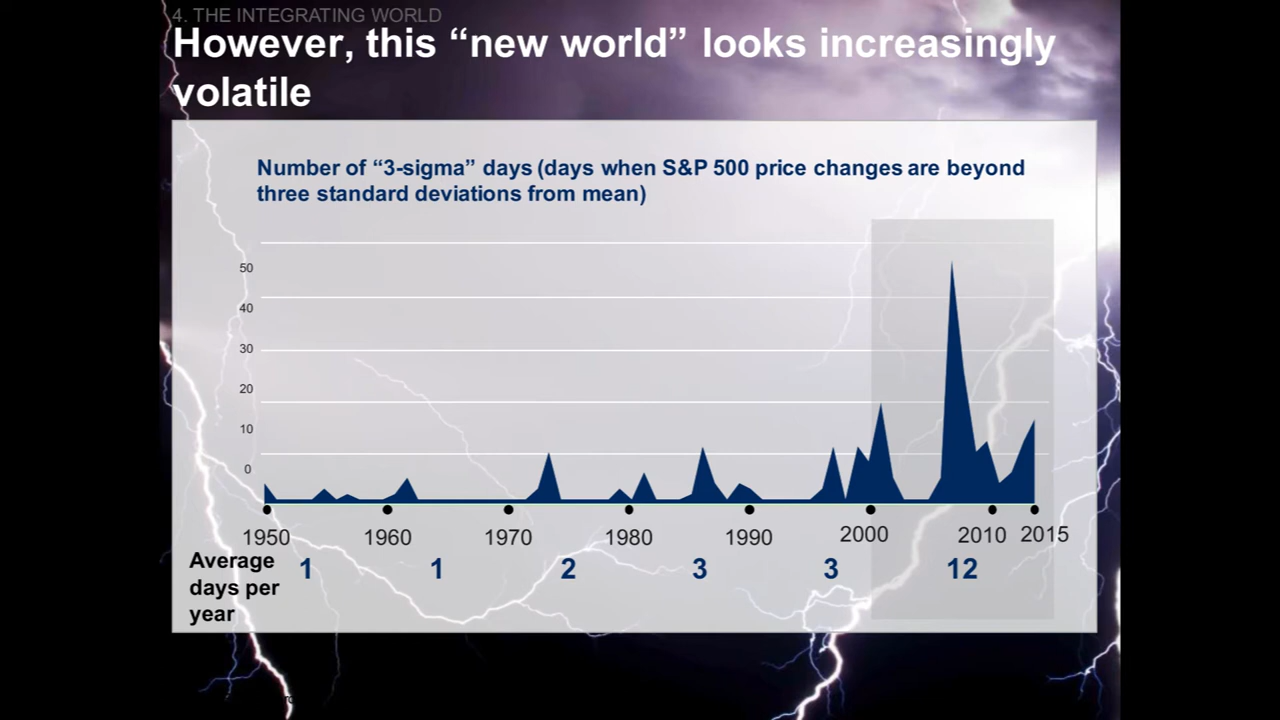 4. THE INTEGRATING WORLD
However, this “new world” looks increasingly
volatile
Number of “3-sigma” days (days when S&P 500 price changes are beyond
three standard deviations from mean)
50
40
30
20
10
0
1950 1960 1970 1980 1990 2000 2010 2015
Average
days per
year
1 1 2 3 3 12